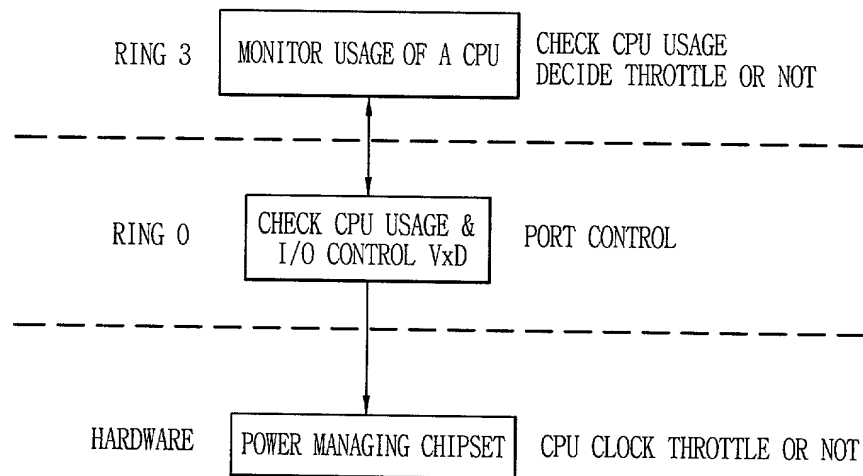 RING 3
MONITOR USAGE OF A CPU
CHECK CPU USAGE
DECIDE THROTTLE OR NOT
RING 0
CHECK CPU USAGE &
I/O CONTROL VxD
PORT CONTROL
HARDWARE
POWER MANAGING CHIPSET
CPU CLOCK THROTTLE OR NOT